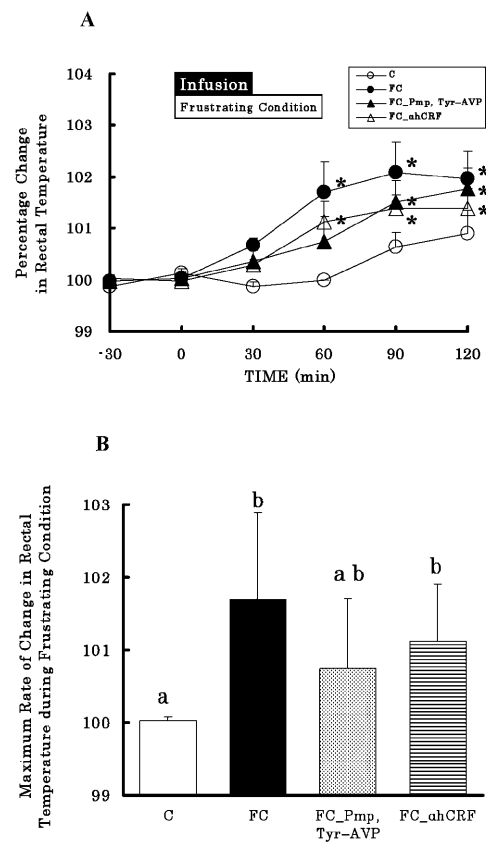 A
Percentage Change
in Rectal Temperature
104
103
102
101
100
99
Infusion
Frustrating Condition
C
FC
FC_Pmp, Tyr-AVP
FC_αhCRF
*
*
*
*
*
*
*
*
-30
0
30
60
90
120
TIME (min)
B
Maximum Rate of Change in Rectal
Temperature during Frustrating Condition
103
102
101
100
99
a
b
a b
b
C
FC
FC_Pmp,
Tyr-AVP
FC_αhCRF